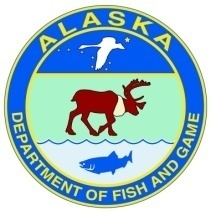 ALASKA
DEPARTMENT OF FISH AND GAME